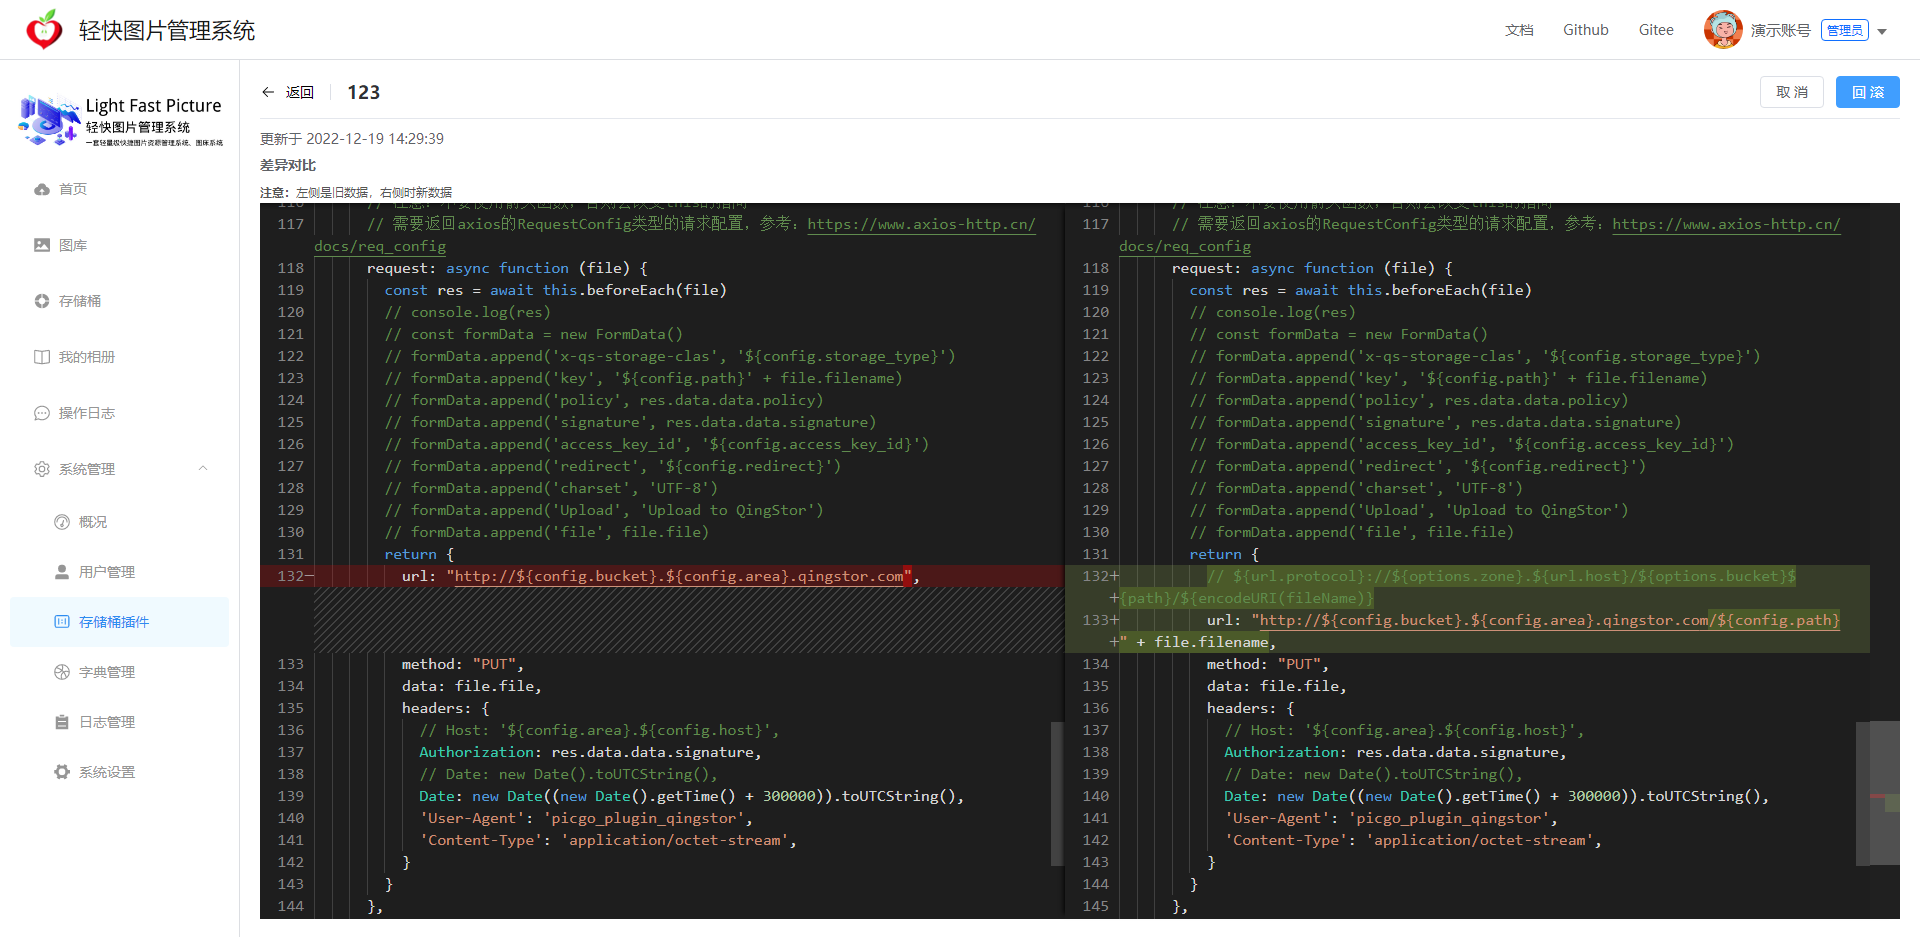 轻快图片管理系统
文档 Github Gitee 演示账号 管理员
Light Fast Picture
轻快图片管理系统
一套轻量级快捷图片资源管理系统、图床系统
首页
图库
存储桶
我的相册
操作日志
系统管理
概况
用户管理
存储桶插件
字典管理
日志管理
系统设置
返回 123 取 消 回 滚
更新于 2022-12-19 14:29:39
差异对比
注意：左侧是旧数据，右侧时新数据
117 // 需要返回axios的RequestConfig类型的请求配置，参考：https://www.axios-http.cn/
docs/req_config
118 request: async function (file) {
119 const res = await this.beforeEach(file)
120 // console.log(res)
121 // const formData = new FormData()
122 // formData.append('x-qs-storage-clas', '${config.storage_type}')
123 // formData.append('key', '${config.path}' + file.filename)
124 // formData.append('policy', res.data.data.policy)
125 // formData.append('signature', res.data.data.signature)
126 // formData.append('access_key_id', '${config.access_key_id}')
127 // formData.append('redirect', '${config.redirect}')
128 // formData.append('charset', 'UTF-8')
129 // formData.append('Upload', 'Upload to QingStor')
130 // formData.append('file', file.file)
131 return {
132- url: "http://${config.bucket}.${config.area}.qingstor.com",
133 method: "PUT",
134 data: file.file,
135 headers: {
136 // Host: '${config.area}.${config.host}',
137 Authorization: res.data.data.signature,
138 // Date: new Date().toUTCString(),
139 Date: new Date((new Date().getTime() + 300000)).toUTCString(),
140 'User-Agent': 'picgo_plugin_qingstor',
141 'Content-Type': 'application/octet-stream',
142 }
143 }
144 },
117 // 需要返回axios的RequestConfig类型的请求配置，参考：https://www.axios-http.cn/
docs/req_config
118 request: async function (file) {
119 const res = await this.beforeEach(file)
120 // console.log(res)
121 // const formData = new FormData()
122 // formData.append('x-qs-storage-clas', '${config.storage_type}')
123 // formData.append('key', '${config.path}' + file.filename)
124 // formData.append('policy', res.data.data.policy)
125 // formData.append('signature', res.data.data.signature)
126 // formData.append('access_key_id', '${config.access_key_id}')
127 // formData.append('redirect', '${config.redirect}')
128 // formData.append('charset', 'UTF-8')
129 // formData.append('Upload', 'Upload to QingStor')
130 // formData.append('file', file.file)
131 return {
132+ // ${url.protocol}://${options.zone}.${url.host}/${options.bucket}$
+{path}/${encodeURI(fileName)}
133+ url: "http://${config.bucket}.${config.area}.qingstor.com/${config.path}
+" + file.filename,
134 method: "PUT",
135 data: file.file,
136 headers: {
137 // Host: '${config.area}.${config.host}',
138 Authorization: res.data.data.signature,
139 // Date: new Date().toUTCString(),
140 Date: new Date((new Date().getTime() + 300000)).toUTCString(),
141 'User-Agent': 'picgo_plugin_qingstor',
142 'Content-Type': 'application/octet-stream',
143 }
144 }
145 },